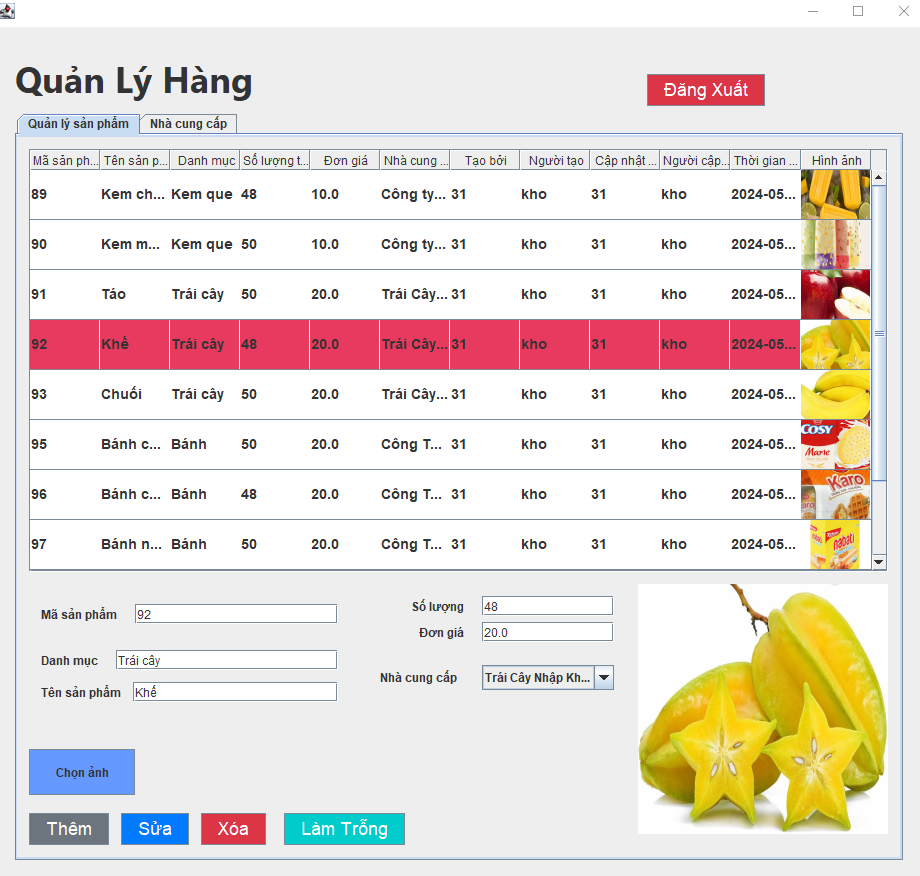 Quản Lý Hàng
Đăng Xuất
Quản lý sản phẩm Nhà cung cấp
Mã sản ph... Tên sản p... Danh mục Số lượng t... Đơn giá Nhà cung ... Tạo bởi Người tạo Cập nhật ... Người cập... Thời gian ... Hình ảnh
89 Kem ch... Kem que 48 10.0 Công ty... 31 kho 31 kho 2024-05...
90 Kem m... Kem que 50 10.0 Công ty... 31 kho 31 kho 2024-05...
91 Táo Trái cây 50 20.0 Trái Cây... 31 kho 31 kho 2024-05...
92 Khế Trái cây 48 20.0 Trái Cây... 31 kho 31 kho 2024-05...
93 Chuối Trái cây 50 20.0 Trái Cây... 31 kho 31 kho 2024-05...
95 Bánh c... Bánh 50 20.0 Công T... 31 kho 31 kho 2024-05...
COSY
Marie
96 Bánh c... Bánh 48 20.0 Công T... 31 kho 31 kho 2024-05...
Karo
97 Bánh n... Bánh 50 20.0 Công T... 31 kho 31 kho 2024-05...
nabati
Mã sản phẩm 92
Số lượng 48
Đơn giá 20.0
Danh mục Trái cây
Nhà cung cấp Trái Cây Nhập Kh...
Tên sản phẩm Khế
Chọn ảnh
Thêm Sửa Xóa Làm Trỗng